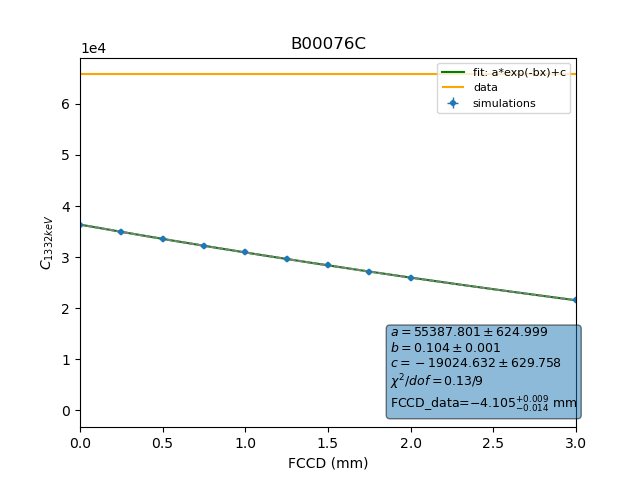 B00076C
1e4
fit: a*exp(-bx)+c
data
simulations
6
5
4
3
2
1
0
C_{1332keV}
a = 55387.801 ± 624.999
b = 0.104 ± 0.001
c = −19024.632 ± 629.758
χ²/dof = 0.13/9
FCCD_data=−4.105^{+0.009}_{−0.014} mm
0.0 0.5 1.0 1.5 2.0 2.5 3.0
FCCD (mm)